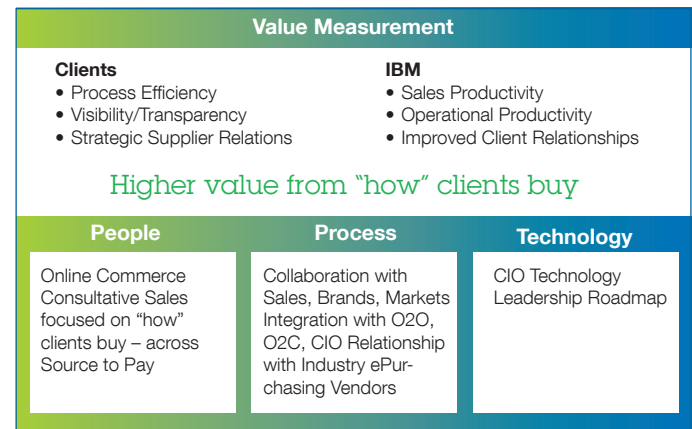 Value Measurement
Clients
• Process Efficiency
• Visibility/Transparency
• Strategic Supplier Relations
IBM
• Sales Productivity
• Operational Productivity
• Improved Client Relationships
Higher value from “how” clients buy
People
Online Commerce
Consultative Sales
focused on “how”
clients buy – across
Source to Pay
Process
Collaboration with
Sales, Brands, Markets
Integration with O2O,
O2C, CIO Relationship
with Industry ePur-
chasing Vendors
Technology
CIO Technology
Leadership Roadmap